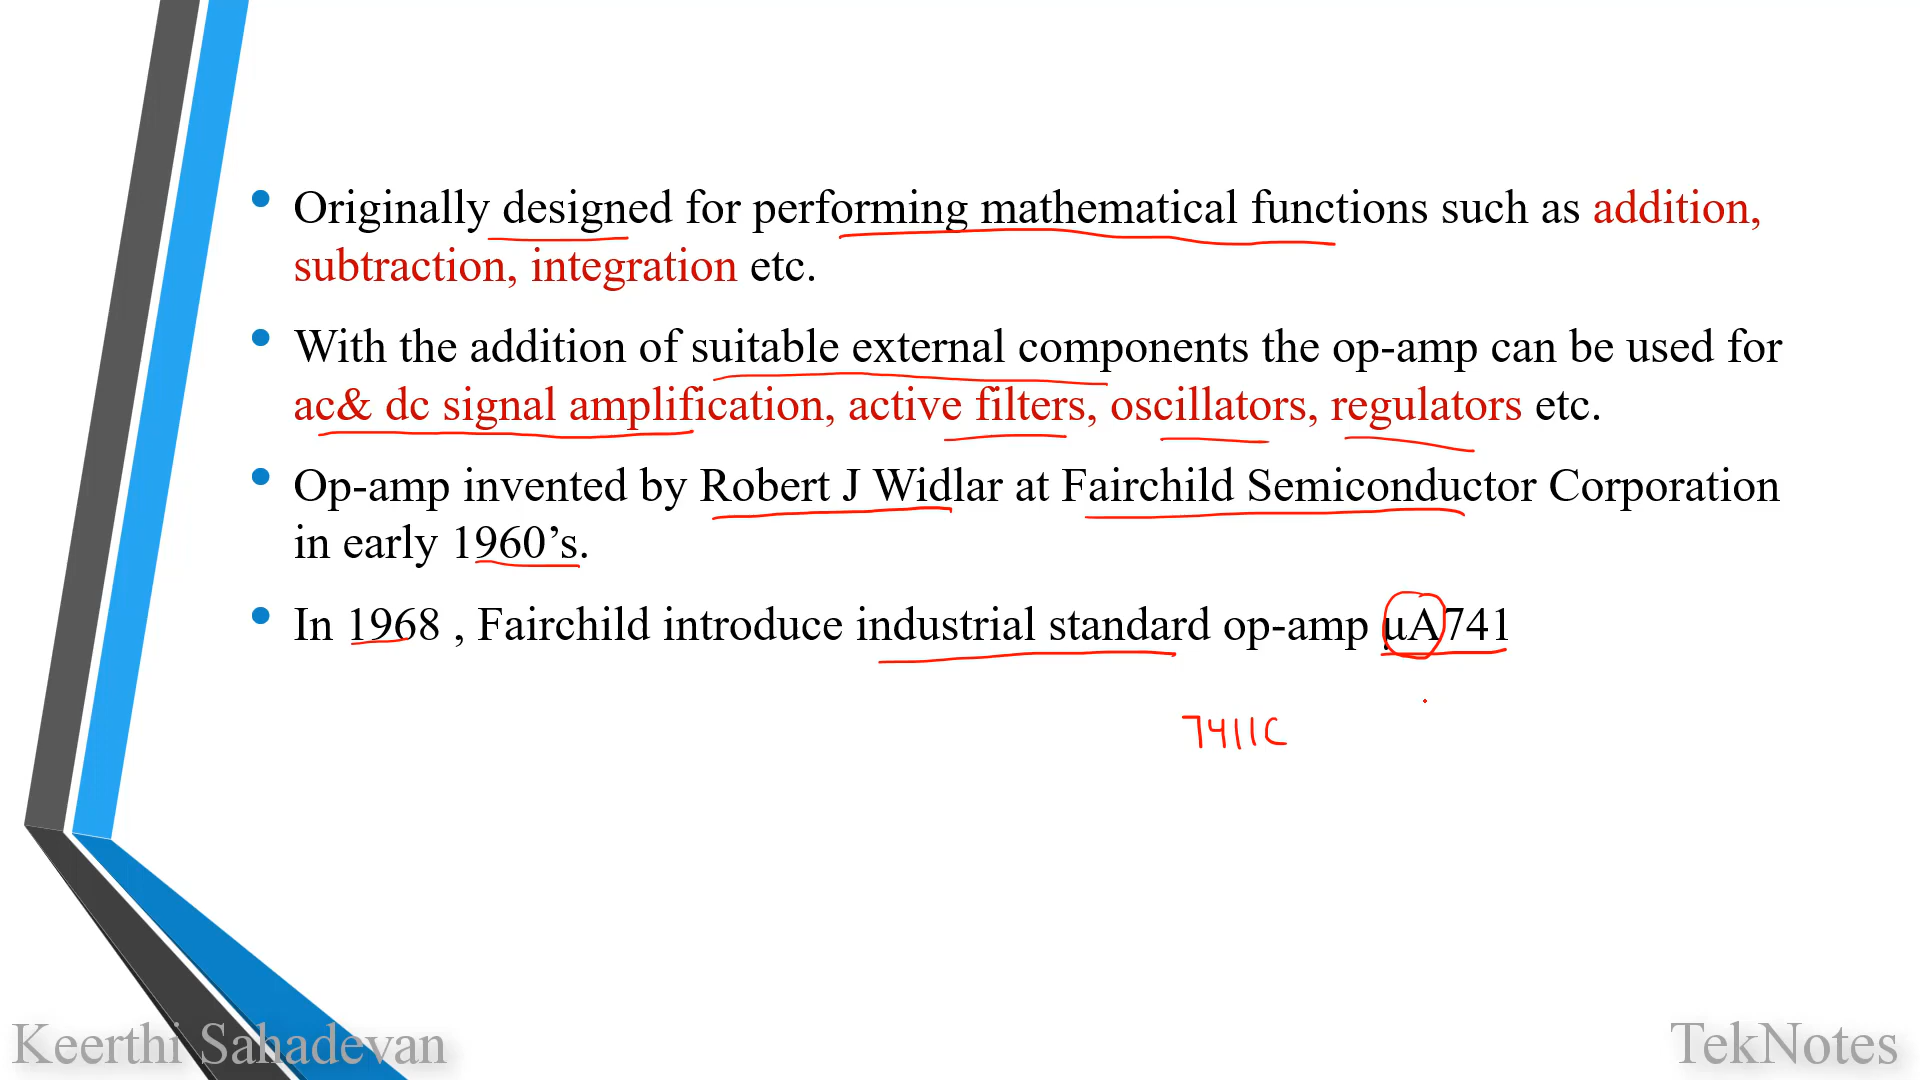 • Originally designed for performing mathematical functions such as addition,
subtraction, integration etc.
• With the addition of suitable external components the op-amp can be used for
ac& dc signal amplification, active filters, oscillators, regulators etc.
• Op-amp invented by Robert J Widlar at Fairchild Semiconductor Corporation
in early 1960’s.
• In 1968 , Fairchild introduce industrial standard op-amp µA741
741IC
Keerthi Sahadevan
TekNotes